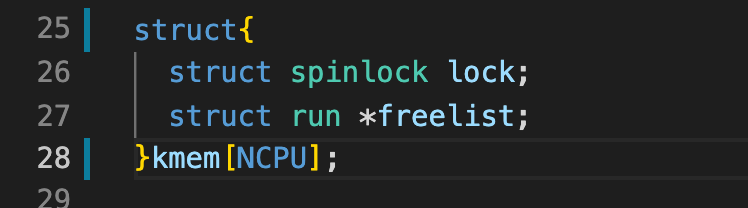 25 struct{
26 struct spinlock lock;
27 struct run *freelist;
28 }kmem[NCPU];
29